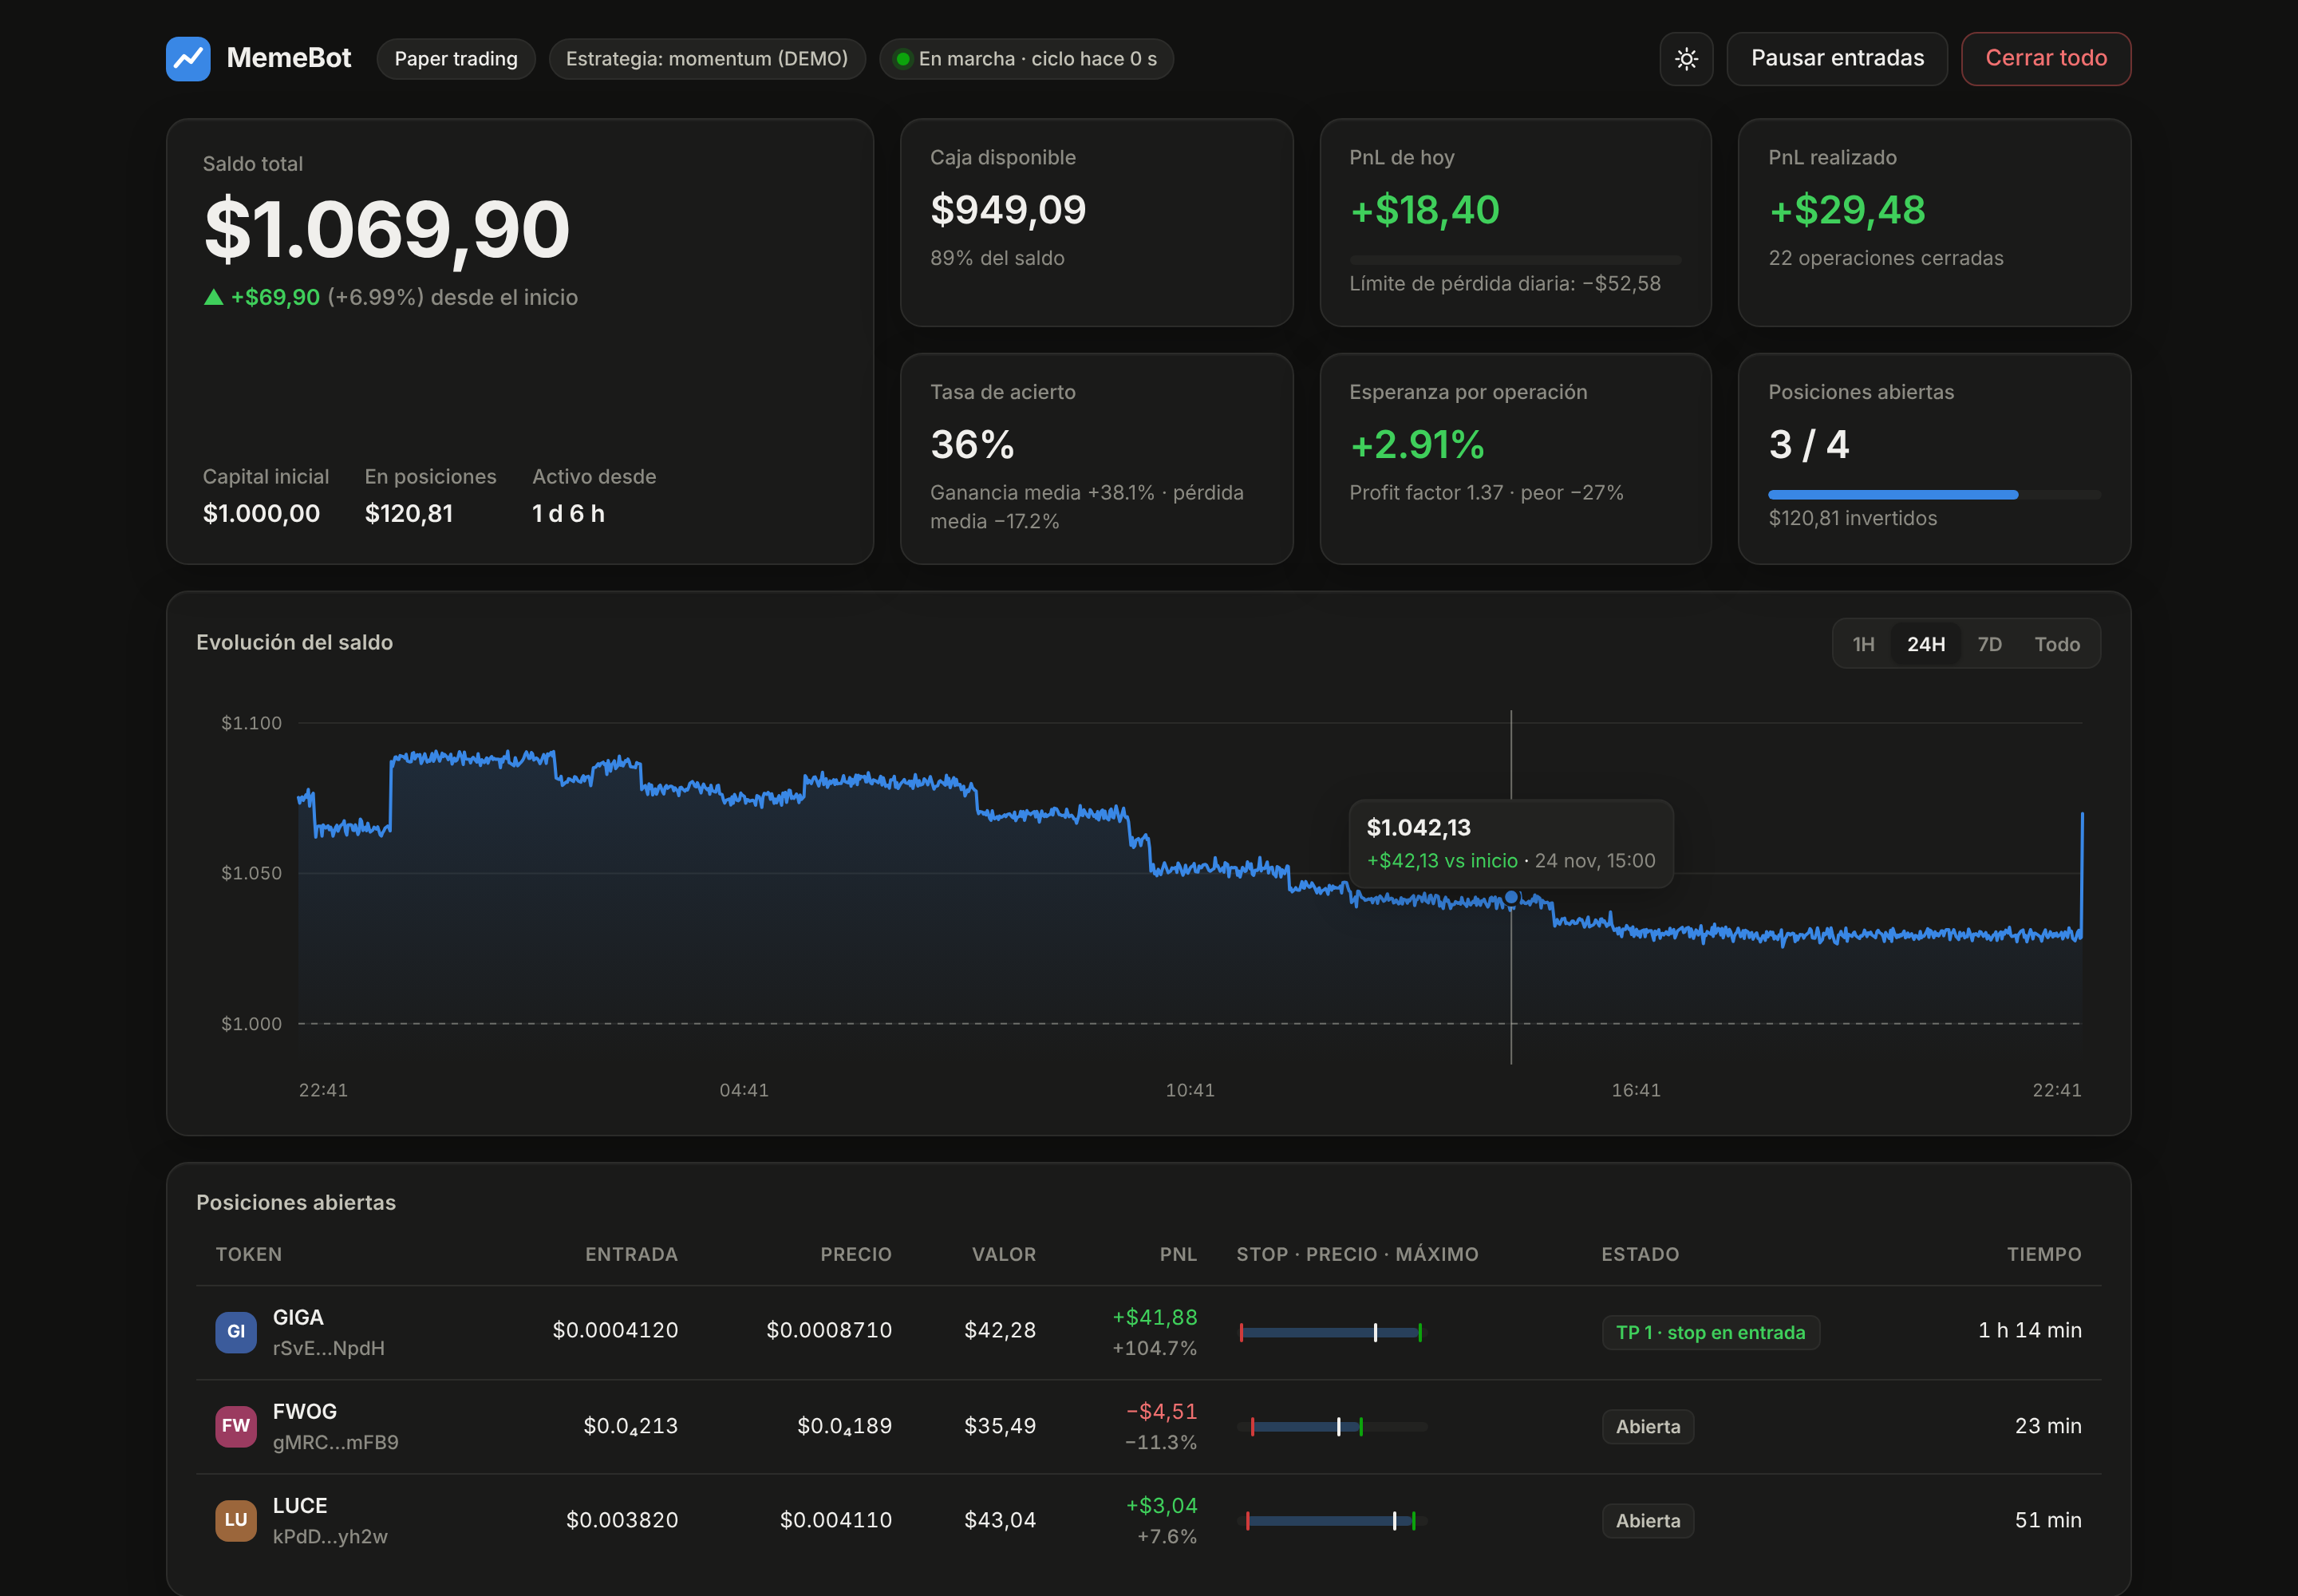 MemeBot
Paper trading
Estrategia: momentum (DEMO)
En marcha · ciclo hace 0 s
Pausar entradas
Cerrar todo
Saldo total
$1.069,90
▲ +$69,90 (+6.99%) desde el inicio
Capital inicial
$1.000,00
En posiciones
$120,81
Activo desde
1 d 6 h
Caja disponible
$949,09
89% del saldo
PnL de hoy
+$18,40
Límite de pérdida diaria: −$52,58
PnL realizado
+$29,48
22 operaciones cerradas
Tasa de acierto
36%
Ganancia media +38.1% · pérdida
media −17.2%
Esperanza por operación
+2.91%
Profit factor 1.37 · peor −27%
Posiciones abiertas
3 / 4
$120,81 invertidos
Evolución del saldo
1H 24H 7D Todo
$1.100
$1.050
$1.000
$1.042,13
+$42,13 vs inicio · 24 nov, 15:00
22:41 04:41 10:41 16:41 22:41
Posiciones abiertas
TOKEN ENTRADA PRECIO VALOR PNL STOP · PRECIO · MÁXIMO ESTADO TIEMPO
GI
GIGA
rSvE…NpdH
$0.0004120
$0.0008710
$42,28
+$41,88
+104.7%
TP 1 · stop en entrada
1 h 14 min
FW
FWOG
gMRC…mFB9
$0.0₄213
$0.0₄189
$35,49
−$4,51
−11.3%
Abierta
23 min
LU
LUCE
kPdD…yh2w
$0.003820
$0.004110
$43,04
+$3,04
+7.6%
Abierta
51 min